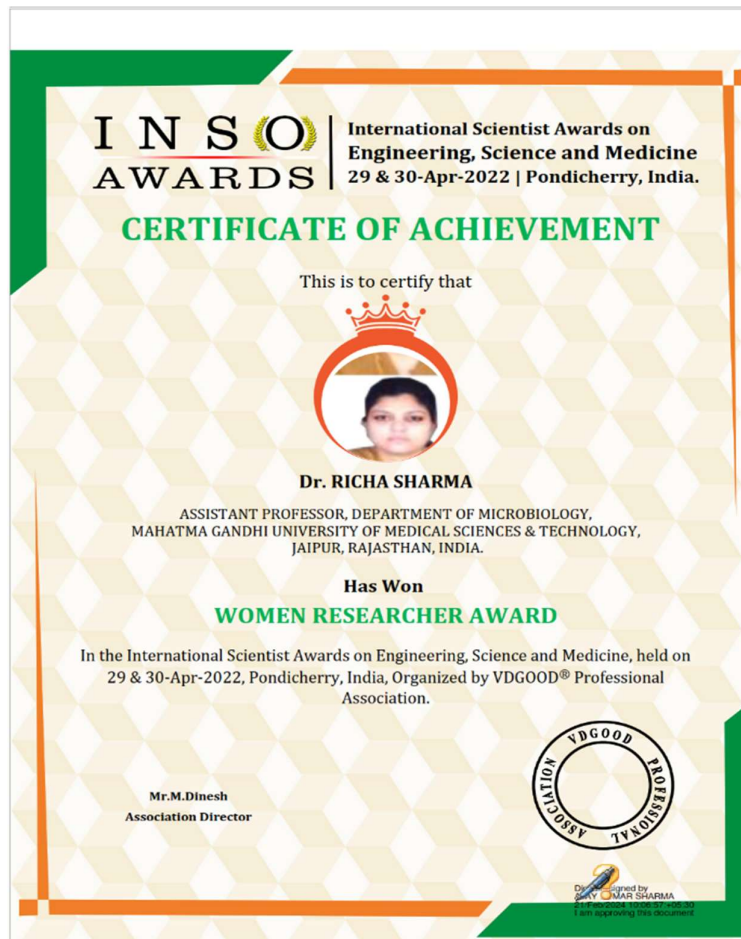 INSO
AWARDS
International Scientist Awards on
Engineering, Science and Medicine
29 & 30-Apr-2022 | Pondicherry, India.
CERTIFICATE OF ACHIEVEMENT
This is to certify that
Dr. RICHA SHARMA
ASSISTANT PROFESSOR, DEPARTMENT OF MICROBIOLOGY,
MAHATMA GANDHI UNIVERSITY OF MEDICAL SCIENCES & TECHNOLOGY,
JAIPUR, RAJASTHAN, INDIA.
Has Won
WOMEN RESEARCHER AWARD
In the International Scientist Awards on Engineering, Science and Medicine, held on
29 & 30-Apr-2022, Pondicherry, India, Organized by VDGOOD® Professional
Association.
VDGOOD PROFESSIONAL ASSOCIATION
Mr.M.Dinesh
Association Director
signed by
SHARMA
21/Feb/2024
I am approving this document